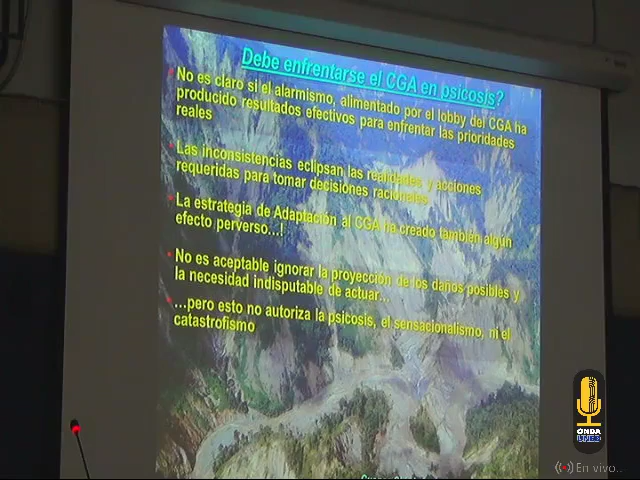 Debe enfrentarse el CGA en psicosis?
No es claro si el alarmismo, alimentado por el lobby del CGA ha
producido resultados efectivos para enfrentar las prioridades
reales
Las inconsistencias eclipsan las realidades y acciones
requeridas para tomar decisiones racionales
La estrategia de Adaptación al CGA ha creado también algún
efecto perverso...!
No es aceptable ignorar la proyección de los daños posibles y
la necesidad indisputable de actuar...
...pero esto no autoriza la psicosis, el sensacionalismo, ni el
catastrofismo
ONDA
UNED
En vivo..